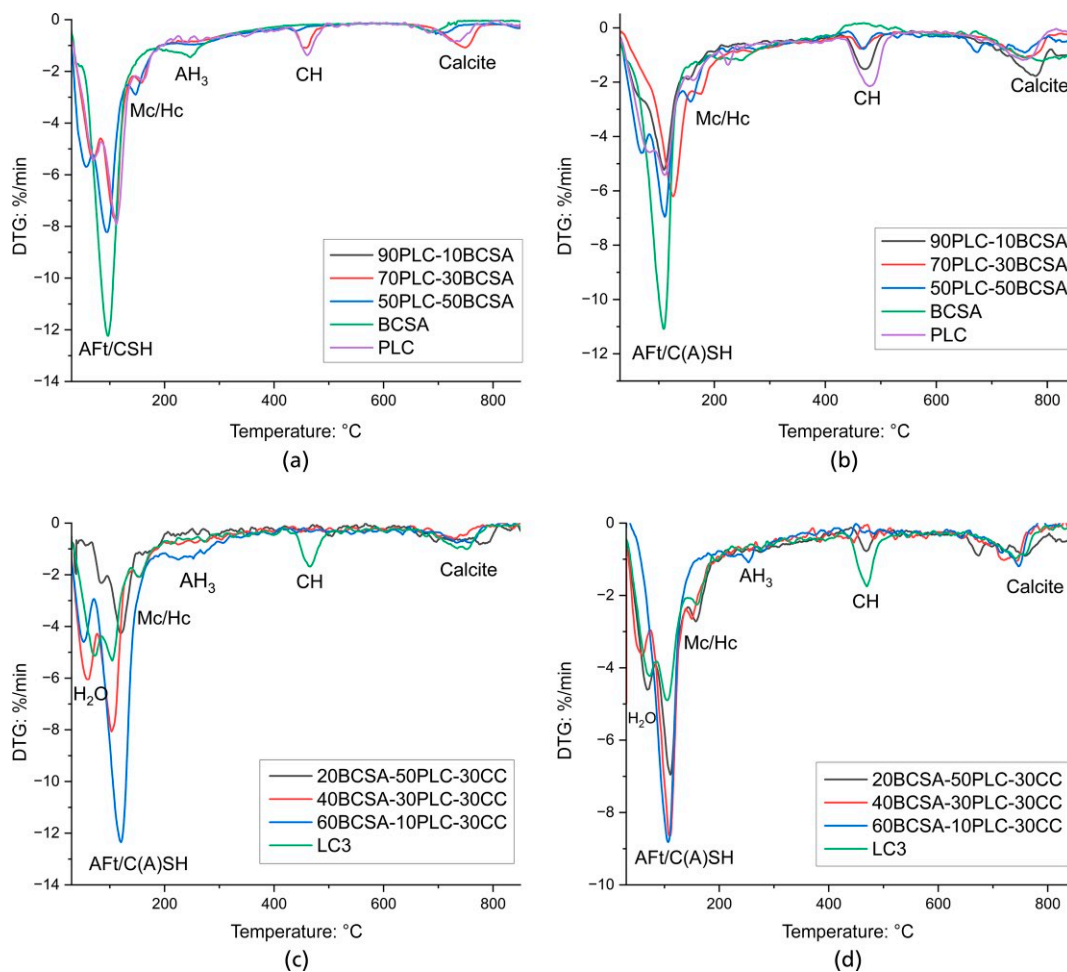 0
−2
−4
−6
−8
−10
−12
−14
DTG: %/min
200
400
600
800
Temperature: °C
AH3
CH
Calcite
Mc/Hc
AFt/CSH
90PLC-10BCSA
70PLC-30BCSA
50PLC-50BCSA
BCSA
PLC
(a)
0
−2
−4
−6
−8
−10
−12
DTG: %/min
200
400
600
800
Temperature: °C
CH
Calcite
Mc/Hc
AFt/C(A)SH
90PLC-10BCSA
70PLC-30BCSA
50PLC-50BCSA
BCSA
PLC
(b)
0
−2
−4
−6
−8
−10
−12
−14
DTG: %/min
200
400
600
800
Temperature: °C
AH3
CH
Calcite
Mc/Hc
H2O
AFt/C(A)SH
20BCSA-50PLC-30CC
40BCSA-30PLC-30CC
60BCSA-10PLC-30CC
LC3
(c)
0
−2
−4
−6
−8
−10
DTG: %/min
200
400
600
800
Temperature: °C
AH3
CH
Calcite
Mc/Hc
H2O
AFt/C(A)SH
20BCSA-50PLC-30CC
40BCSA-30PLC-30CC
60BCSA-10PLC-30CC
LC3
(d)